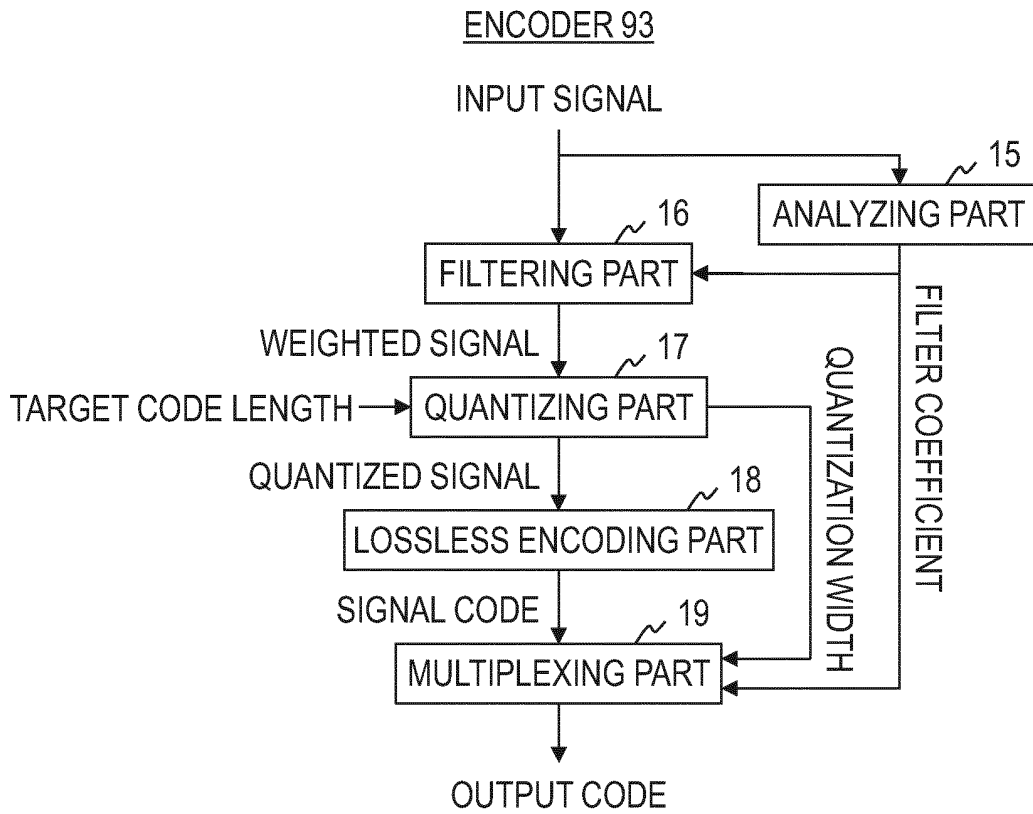 ENCODER 93
INPUT SIGNAL
15
ANALYZING PART
16
FILTERING PART
FILTER COEFFICIENT
WEIGHTED SIGNAL
17
QUANTIZATION WIDTH
TARGET CODE LENGTH
QUANTIZING PART
QUANTIZED SIGNAL
18
LOSSLESS ENCODING PART
SIGNAL CODE
19
MULTIPLEXING PART
OUTPUT CODE